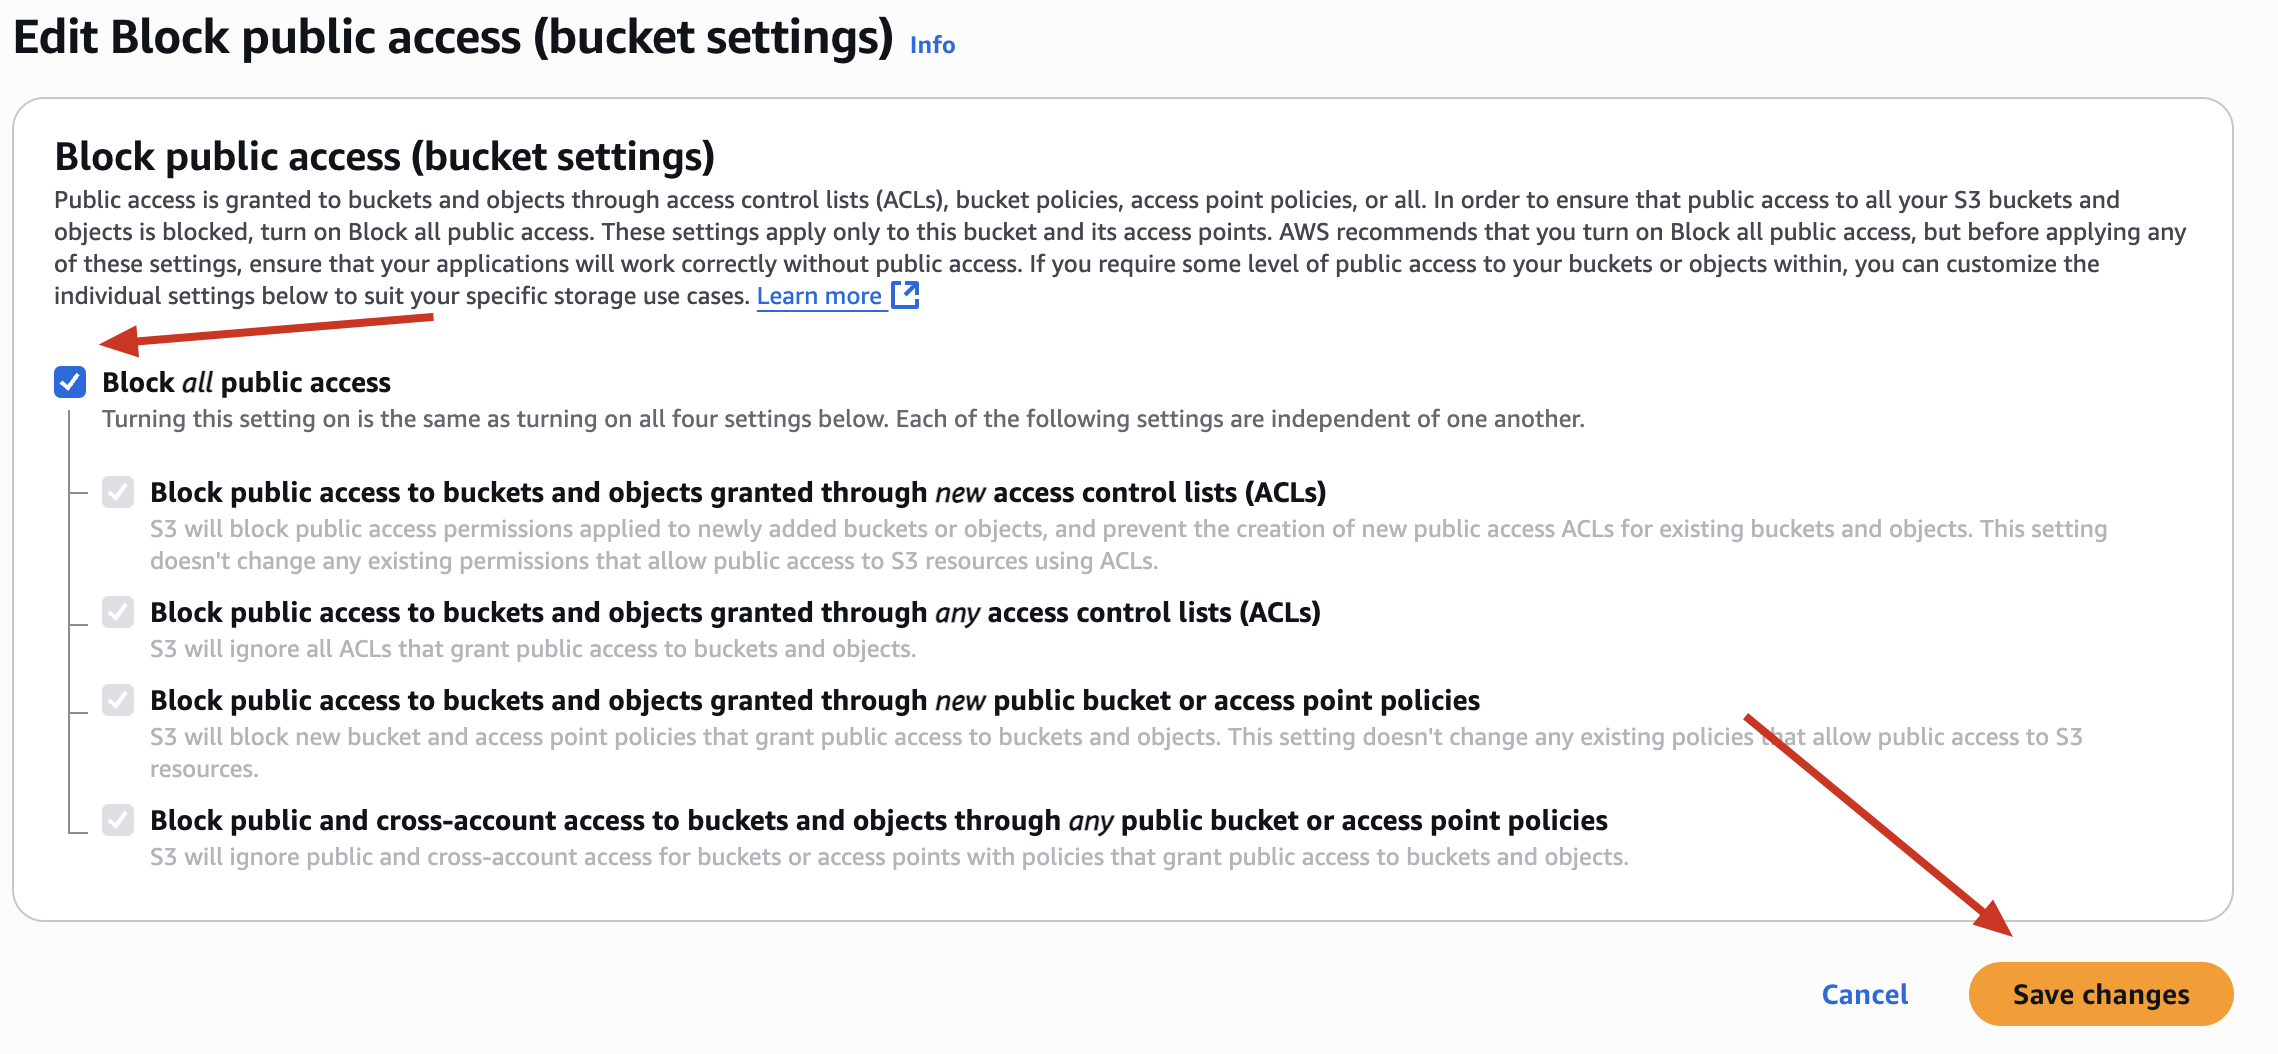 Edit Block public access (bucket settings) Info
Block public access (bucket settings)
Public access is granted to buckets and objects through access control lists (ACLs), bucket policies, access point policies, or all. In order to ensure that public access to all your S3 buckets and
objects is blocked, turn on Block all public access. These settings apply only to this bucket and its access points. AWS recommends that you turn on Block all public access, but before applying any
of these settings, ensure that your applications will work correctly without public access. If you require some level of public access to your buckets or objects within, you can customize the
individual settings below to suit your specific storage use cases. Learn more
Block all public access
Turning this setting on is the same as turning on all four settings below. Each of the following settings are independent of one another.
Block public access to buckets and objects granted through new access control lists (ACLs)
S3 will block public access permissions applied to newly added buckets or objects, and prevent the creation of new public access ACLs for existing buckets and objects. This setting
doesn't change any existing permissions that allow public access to S3 resources using ACLs.
Block public access to buckets and objects granted through any access control lists (ACLs)
S3 will ignore all ACLs that grant public access to buckets and objects.
Block public access to buckets and objects granted through new public bucket or access point policies
S3 will block new bucket and access point policies that grant public access to buckets and objects. This setting doesn't change any existing policies that allow public access to S3
resources.
Block public and cross-account access to buckets and objects through any public bucket or access point policies
S3 will ignore public and cross-account access for buckets or access points with policies that grant public access to buckets and objects.
Cancel Save changes